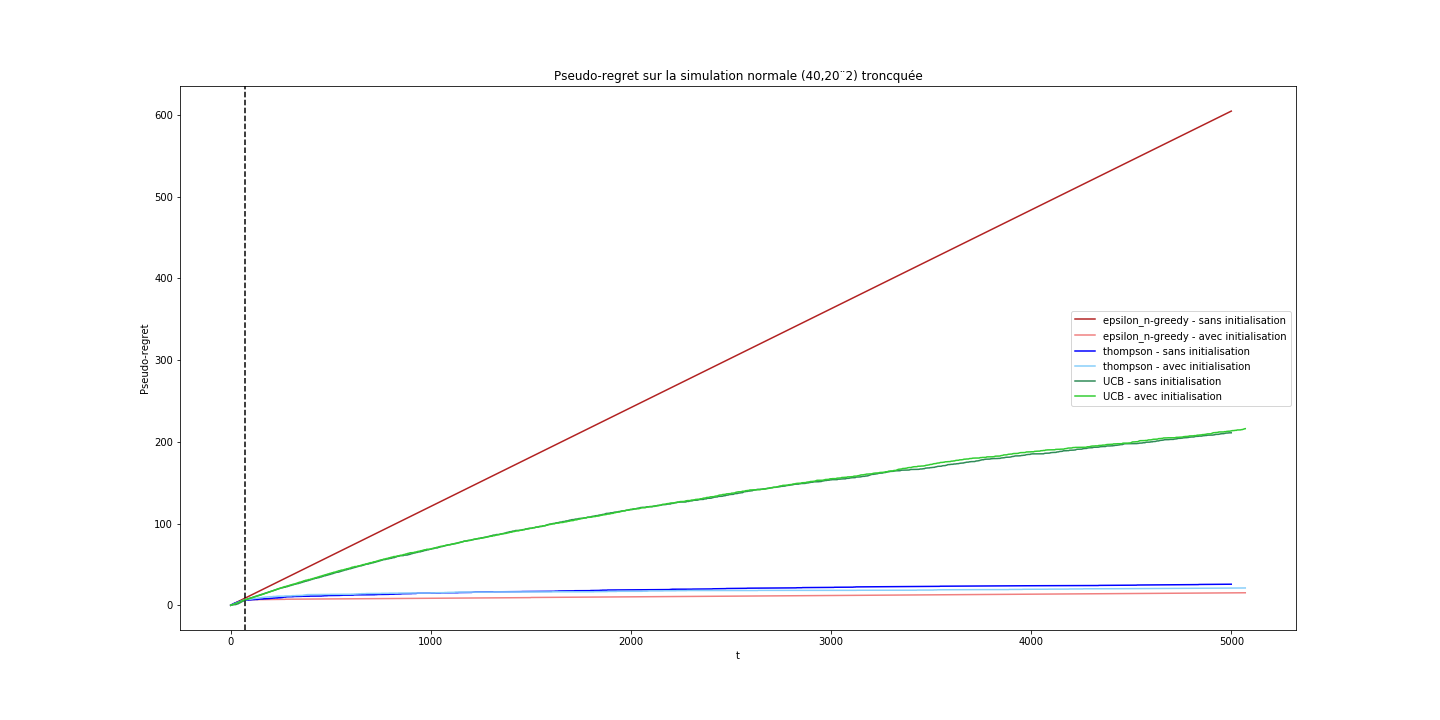 Pseudo-regret sur la simulation normale (40,20¨2) troncquée
600
500
400
300
200
100
0
Pseudo-regret
epsilon_n-greedy - sans initialisation
epsilon_n-greedy - avec initialisation
thompson - sans initialisation
thompson - avec initialisation
UCB - sans initialisation
UCB - avec initialisation
0 1000 2000 3000 4000 5000
t